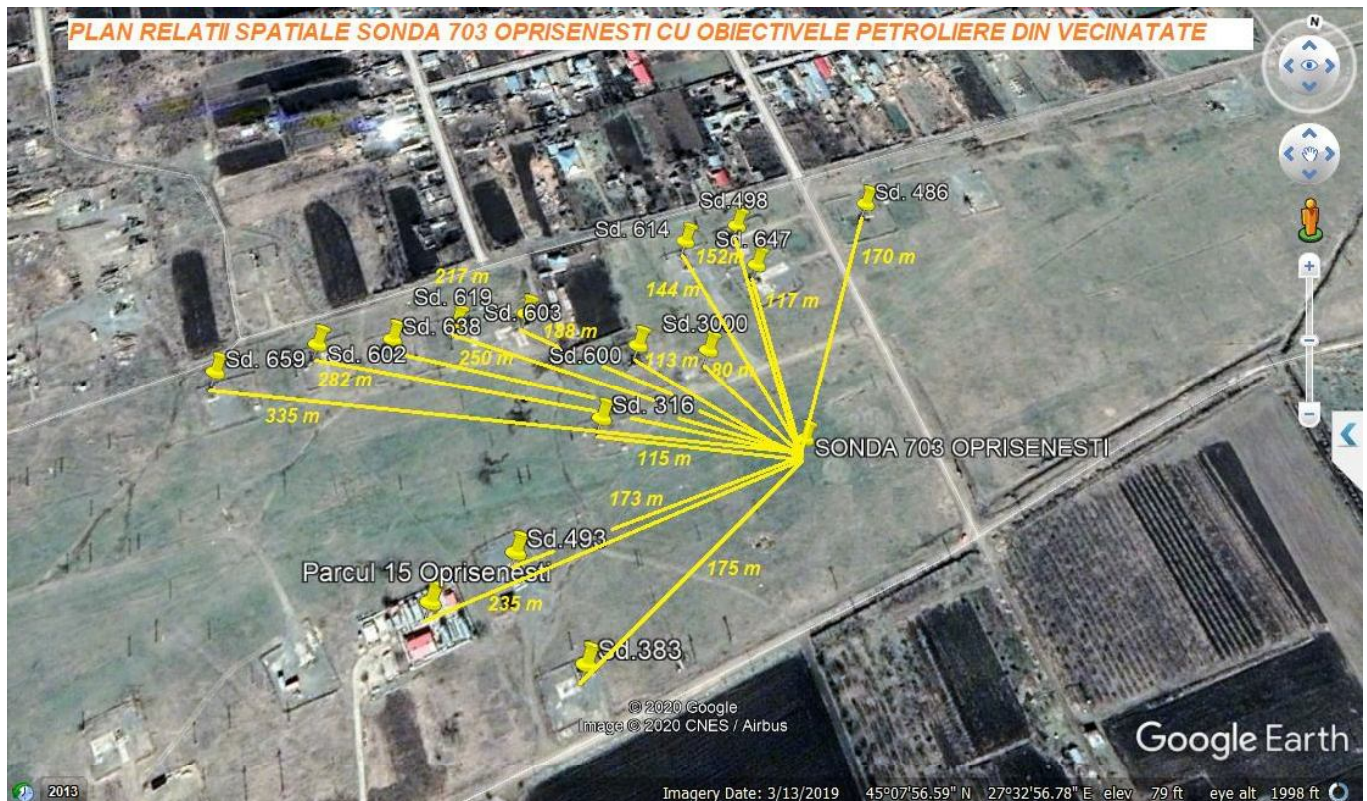 PLAN RELATII SPATIALE SONDA 703 OPRISENESTI CU OBIECTIVELE PETROLIERE DIN VECINATATE
N
Sd. 486
Sd.498
Sd. 614
Sd. 647
152m
170 m
217 m
144 m
117 m
Sd. 619
Sd. 603
Sd. 638
188 m
Sd.3000
Sd. 659
Sd. 602
250 m
Sd.600
113 m
80 m
282 m
335 m
Sd. 316
SONDA 703 OPRISENESTI
115 m
173 m
Sd.493
175 m
Parcul 15 Oprisenesti
235 m
Sd.383
© 2020 Google
Image © 2020 CNES / Airbus
Google Earth
2013
Imagery Date: 3/13/2019 45°07'56.59" N 27°32'56.78" E elev 79 ft eye alt 1998 ft